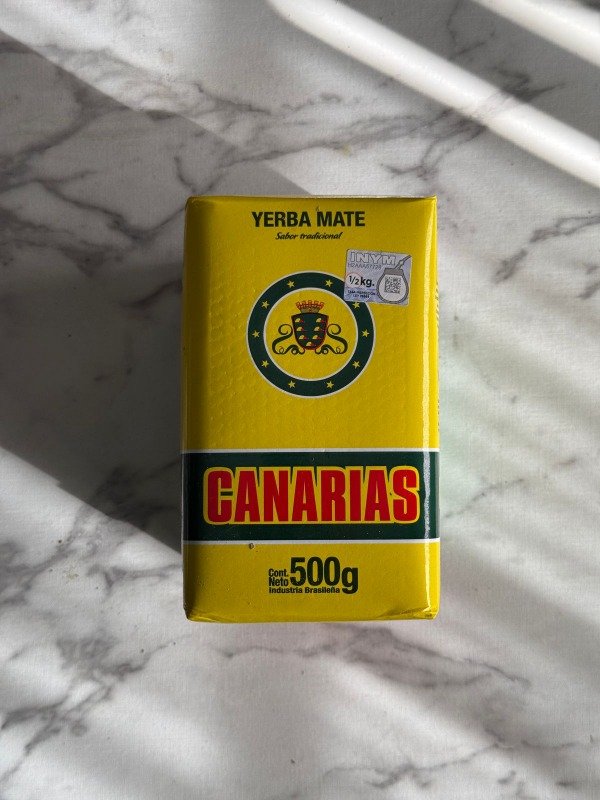 YERBA MATE
Sabor tradicional
INYM
1/2 kg.
CANARIAS
Cont.
Neto 500g
Industria Brasileña